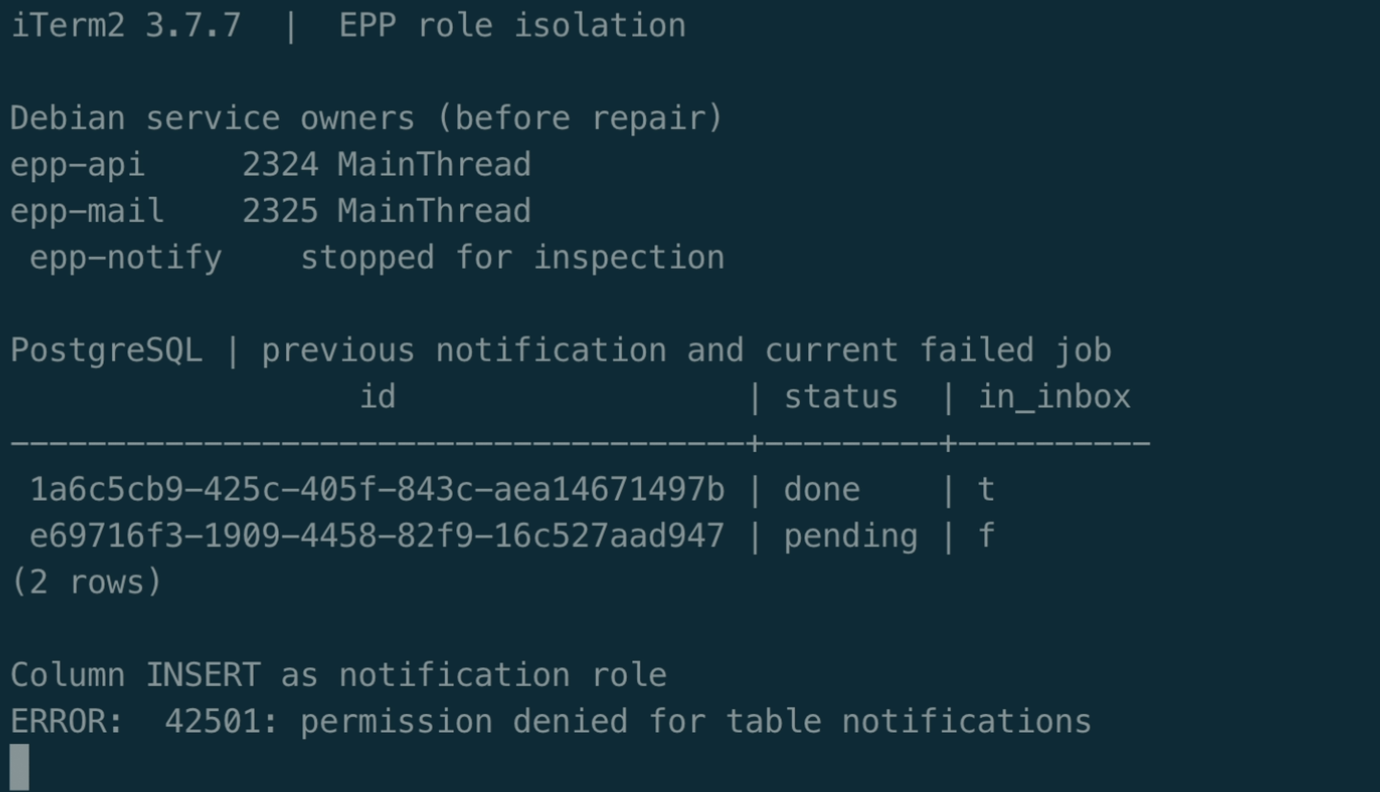 iTerm2 3.7.7  |  EPP role isolation

Debian service owners (before repair)
epp-api     2324 MainThread
epp-mail    2325 MainThread
 epp-notify    stopped for inspection

PostgreSQL | previous notification and current failed job
                  id                  | status  | in_inbox
--------------------------------------+---------+----------
 1a6c5cb9-425c-405f-843c-aea14671497b | done    | t
 e69716f3-1909-4458-82f9-16c527aad947 | pending | f
(2 rows)

Column INSERT as notification role
ERROR:  42501: permission denied for table notifications